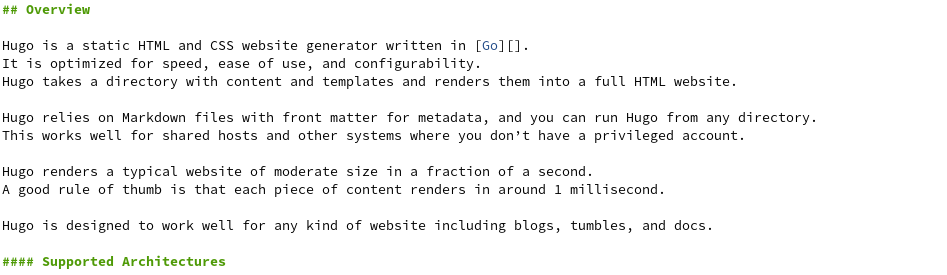 ## Overview
Hugo is a static HTML and CSS website generator written in [Go][].
It is optimized for speed, ease of use, and configurability.
Hugo takes a directory with content and templates and renders them into a full HTML website.
Hugo relies on Markdown files with front matter for metadata, and you can run Hugo from any directory.
This works well for shared hosts and other systems where you don’t have a privileged account.
Hugo renders a typical website of moderate size in a fraction of a second.
A good rule of thumb is that each piece of content renders in around 1 millisecond.
Hugo is designed to work well for any kind of website including blogs, tumbles, and docs.
#### Supported Architectures